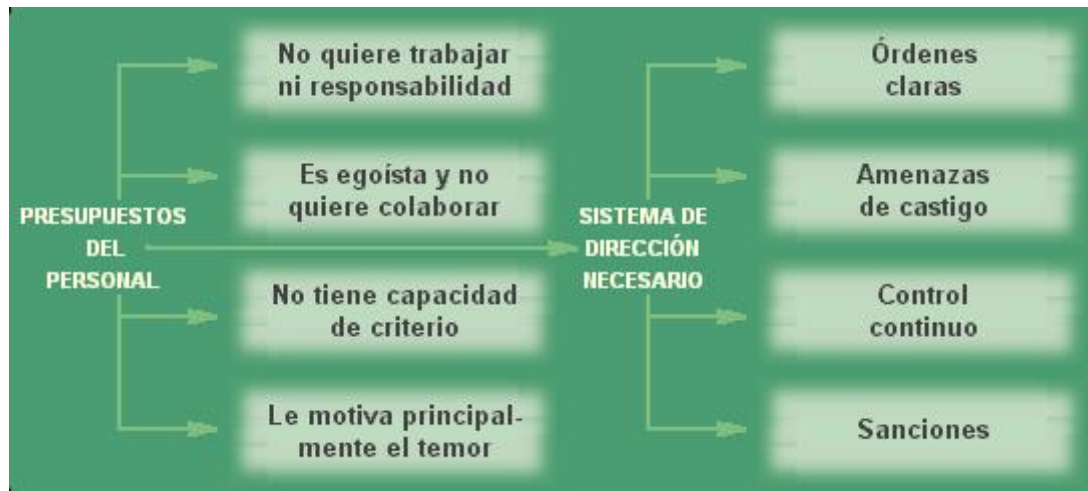 No quiere trabajar
ni responsabilidad
Es egoísta y no
quiere colaborar
PRESUPUESTOS
DEL
PERSONAL
No tiene capacidad
de criterio
Le motiva principal-
mente el temor
SISTEMA DE
DIRECCIÓN
NECESARIO
Órdenes
claras
Amenazas
de castigo
Control
continuo
Sanciones